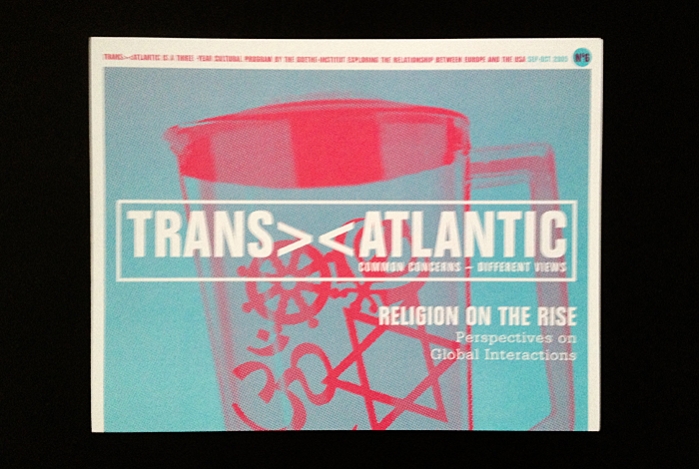 TRANS><ATLANTIC IS A THREE -YEAR CULTURAL PROGRAM BY THE GOETHE-INSTITUT EXPLORING THE RELATIONSHIP BETWEEN EUROPE AND THE USA SEP-OCT 2005 N°6
TRANS><ATLANTIC
COMMON CONCERNS – DIFFERENT VIEWS
RELIGION ON THE RISE
Perspectives on
Global Interactions